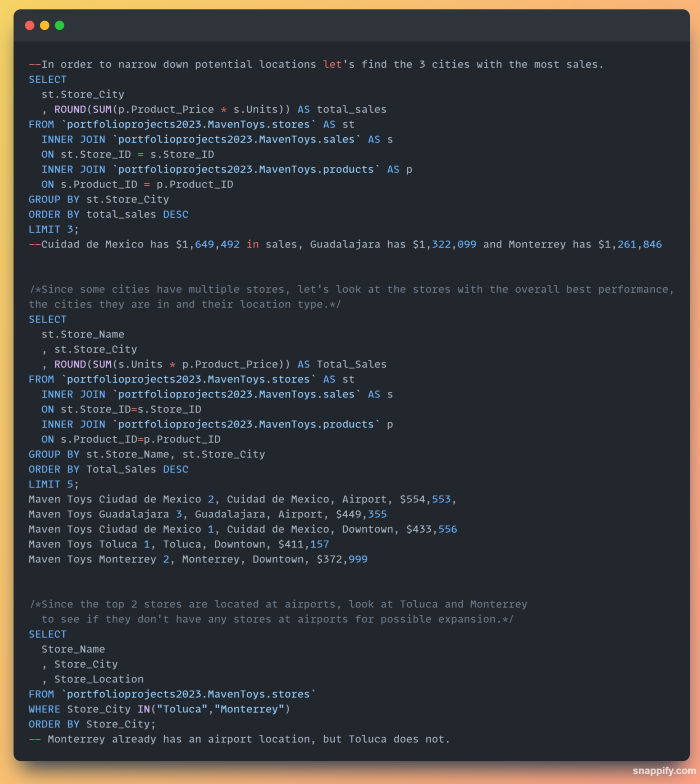 --In order to narrow down potential locations let's find the 3 cities with the most sales.
SELECT
  st.Store_City
  , ROUND(SUM(p.Product_Price * s.Units)) AS total_sales
FROM `portfolioprojects2023.MavenToys.stores` AS st
  INNER JOIN `portfolioprojects2023.MavenToys.sales` AS s
  ON st.Store_ID = s.Store_ID
  INNER JOIN `portfolioprojects2023.MavenToys.products` AS p
  ON s.Product_ID = p.Product_ID
GROUP BY st.Store_City
ORDER BY total_sales DESC
LIMIT 3;
--Cuidad de Mexico has $1,649,492 in sales, Guadalajara has $1,322,099 and Monterrey has $1,261,846
/*Since some cities have multiple stores, let's look at the stores with the overall best performance,
the cities they are in and their location type.*/
SELECT
  st.Store_Name
  , st.Store_City
  , ROUND(SUM(s.Units * p.Product_Price)) AS Total_Sales
FROM `portfolioprojects2023.MavenToys.stores` AS st
  INNER JOIN `portfolioprojects2023.MavenToys.sales` AS s
  ON st.Store_ID=s.Store_ID
  INNER JOIN `portfolioprojects2023.MavenToys.products` p
  ON s.Product_ID=p.Product_ID
GROUP BY st.Store_Name, st.Store_City
ORDER BY Total_Sales DESC
LIMIT 5;
Maven Toys Ciudad de Mexico 2, Cuidad de Mexico, Airport, $554,553,
Maven Toys Guadalajara 3, Guadalajara, Airport, $449,355
Maven Toys Ciudad de Mexico 1, Cuidad de Mexico, Downtown, $433,556
Maven Toys Toluca 1, Toluca, Downtown, $411,157
Maven Toys Monterrey 2, Monterrey, Downtown, $372,999
/*Since the top 2 stores are located at airports, look at Toluca and Monterrey
  to see if they don't have any stores at airports for possible expansion.*/
SELECT
  Store_Name
  , Store_City
  , Store_Location
FROM `portfolioprojects2023.MavenToys.stores`
WHERE Store_City IN("Toluca","Monterrey")
ORDER BY Store_City;
-- Monterrey already has an airport location, but Toluca does not.
snappify.com